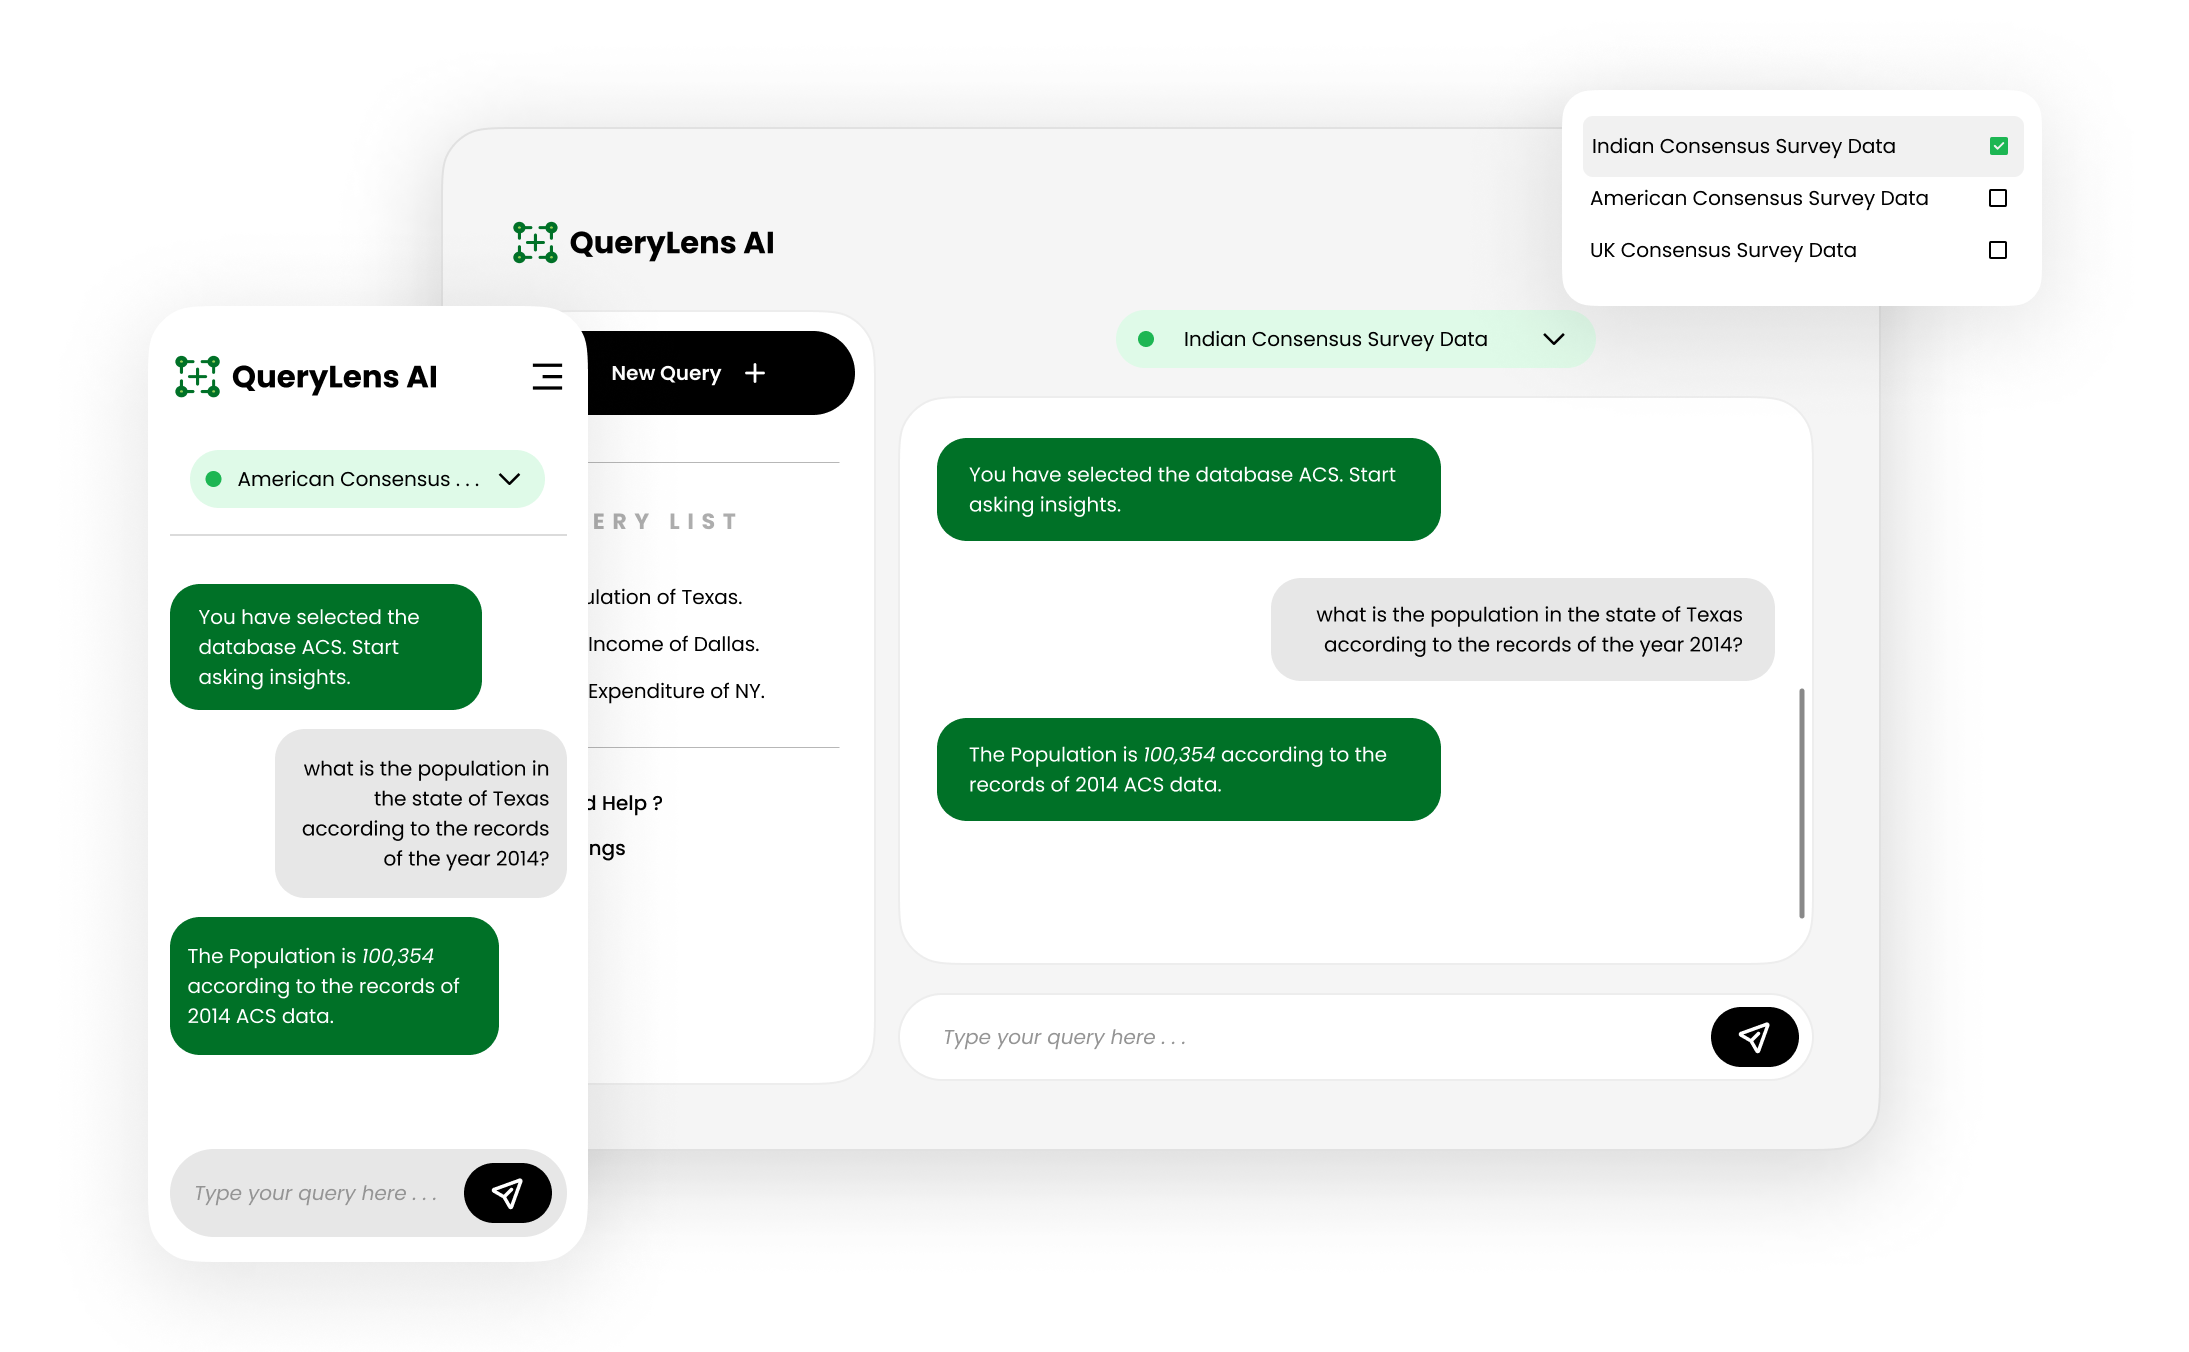 Indian Consensus Survey Data
American Consensus Survey Data
UK Consensus Survey Data
QueryLens AI
New Query +
ERY LIST
ulation of Texas.
Income of Dallas.
Expenditure of NY.
d Help ?
ngs
Indian Consensus Survey Data
You have selected the database ACS. Start
asking insights.
what is the population in the state of Texas
according to the records of the year 2014?
The Population is 100,354 according to the
records of 2014 ACS data.
Type your query here . . .
QueryLens AI
American Consensus . . .
You have selected the
database ACS. Start
asking insights.
what is the population in
the state of Texas
according to the records
of the year 2014?
The Population is 100,354
according to the records of
2014 ACS data.
Type your query here . . .